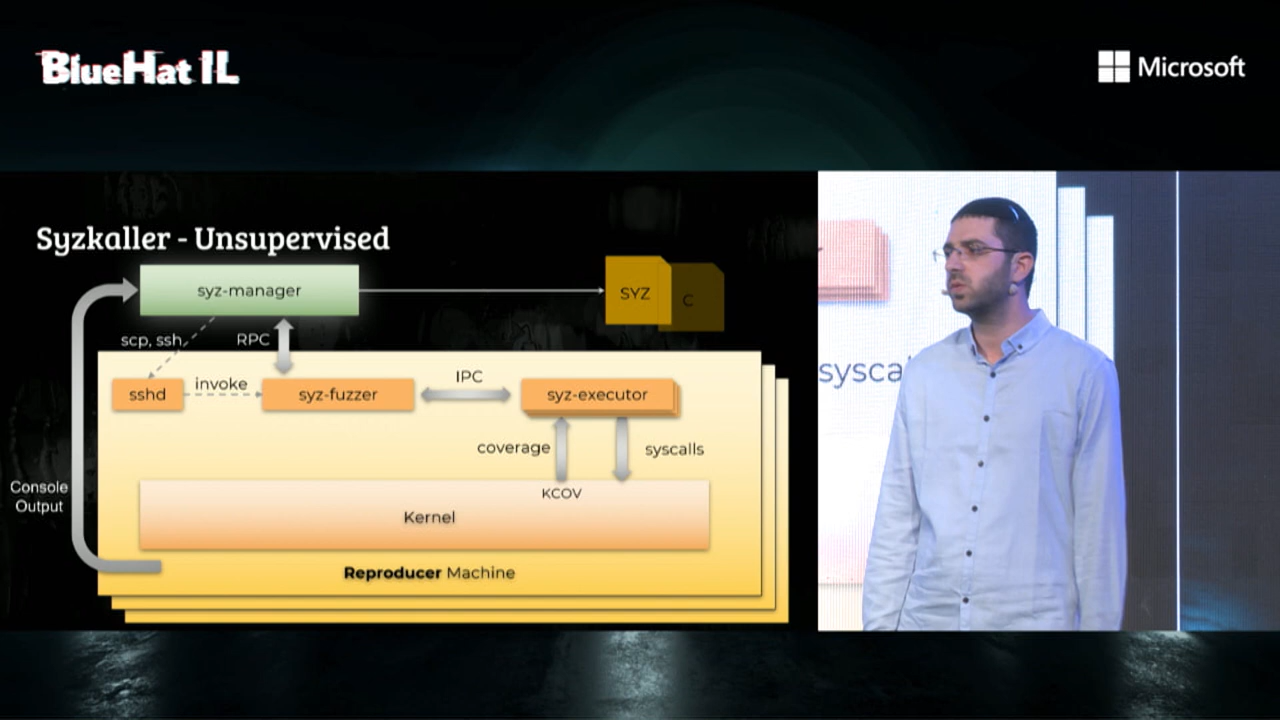 BlueHat IL
Microsoft
Syzkaller - Unsupervised
syz-manager
SYZ
C
scp, ssh
RPC
sshd
invoke
syz-fuzzer
IPC
syz-executor
coverage
syscalls
KCOV
Console
Output
Kernel
Reproducer Machine
sysca